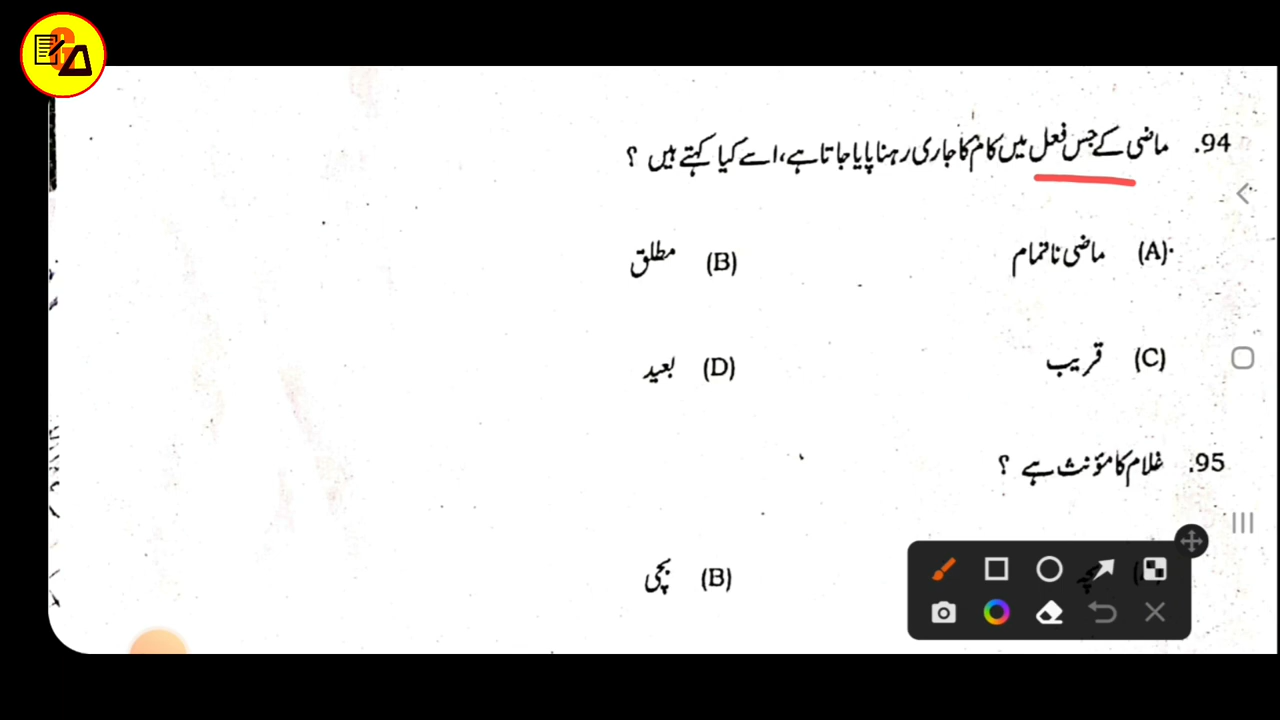 94. ماضی کے جس فعل میں کام کا جاری رہنا پایا جاتا ہے، اسے کیا کہتے ہیں ؟
(A) ماضی ناتمام (B) مطلق
(C) قریب (D) بعید
95. غلام کا مؤنث ہے ؟
(B) بچی